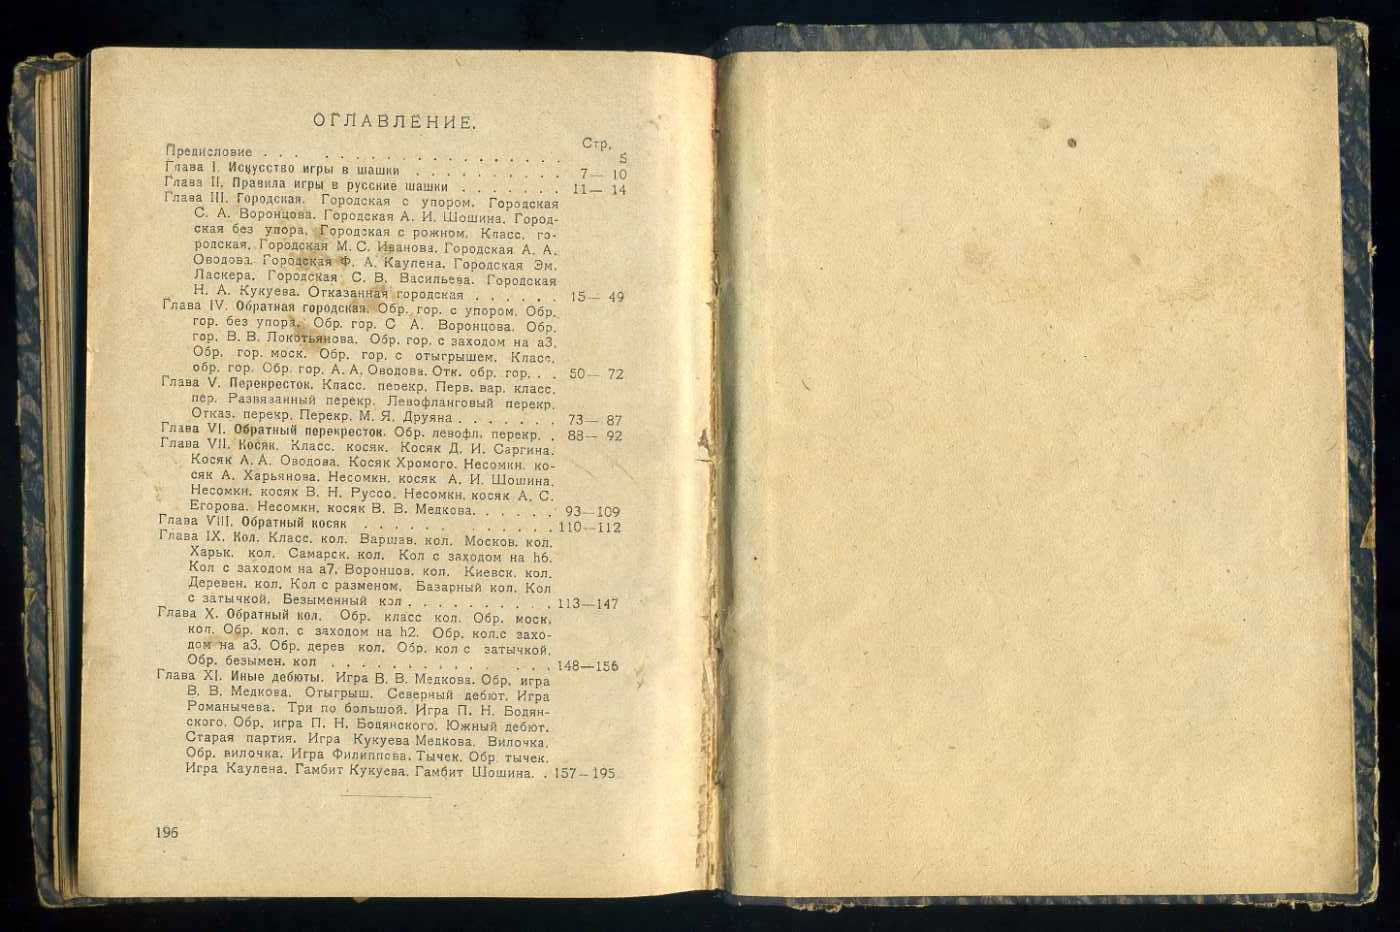 ОГЛАВЛЕНИЕ.
Стр.
Предисловие . . . . . . . . . . . . . . . . . . 5
Глава I. Искусство игры в шашки . . . . . . . . . . 7— 10
Глава II. Правила игры в русские шашки . . . . . . . 11— 14
Глава III. Городская. Городская с упором. Городская
С. А. Воронцова. Городская А. И. Шошина. Город-
ская без упора. Городская с рожном. Класс. го-
родская. Городская М. С. Иванова. Городская А. А.
Оводова. Городская Ф. А. Каулена. Городская Эм.
Ласкера. Городская С. В. Васильева. Городская
Н. А. Кукуева. Отказанная городская . . . . . . 15— 49
Глава IV. Обратная городская. Обр. гор. с упором. Обр.
гор. без упора. Обр. гор. С А. Воронцова. Обр.
гор. В. В. Локотьянова. Обр. гор. с заходом на а3.
Обр. гор. моск. Обр. гор. с отыгрышем. Класс.
обр. гор. Обр. гор. А. А. Оводова. Отк. обр. гор. . . 50— 72
Глава V. Перекресток. Класс. перекр. Перв. вар. класс.
пер. Развязанный перекр. Левофланговый перекр.
Отказ. перекр. Перекр. М. Я. Друяна . . . . . . . 73— 87
Глава VI. Обратный перекресток. Обр. левофл. перекр. . 88— 92
Глава VII. Косяк. Класс. косяк. Косяк Д. И. Саргина.
Косяк А. А. Оводова. Косяк Хромого. Несомкн. ко-
сяк А. Харьянова. Несомкн. косяк А. И. Шошина.
Несомкн. косяк В. Н. Руссо. Несомкн. косяк А. С.
Егорова. Несомкн. косяк В. В. Медкова. . . . . . 93—109
Глава VIII. Обратный косяк . . . . . . . . . . . . 110—112
Глава IX. Кол. Класс. кол. Варшав. кол. Москов. кол.
Харьк. кол. Самарск. кол. Кол с заходом на h6.
Кол с заходом на а7. Воронцов. кол. Киевск. кол.
Деревен. кол. Кол с разменом. Базарный кол. Кол
с затычкой. Безыменный кол . . . . . . . . . . 113—147
Глава X. Обратный кол. Обр. класс кол. Обр. моск.
кол. Обр. кол. с заходом на h2. Обр. кол.с захо-
дом на а3. Обр. дерев кол. Обр. кол с затычкой.
Обр. безымен. кол . . . . . . . . . . . . . . 148—156
Глава XI. Иные дебюты. Игра В. В. Медкова. Обр. игра
В. В. Медкова. Отыгрыш. Северный дебют. Игра
Романычева. Три по большой. Игра П. Н. Бодян-
ского. Обр. игра П. Н. Бодянского. Южный дебют.
Старая партия. Игра Кукуева Медкова. Вилочка.
Обр. вилочка. Игра Филиппова. Тычек. Обр. тычек.
Игра Каулена. Гамбит Кукуева. Гамбит Шошина. . 157—195
196